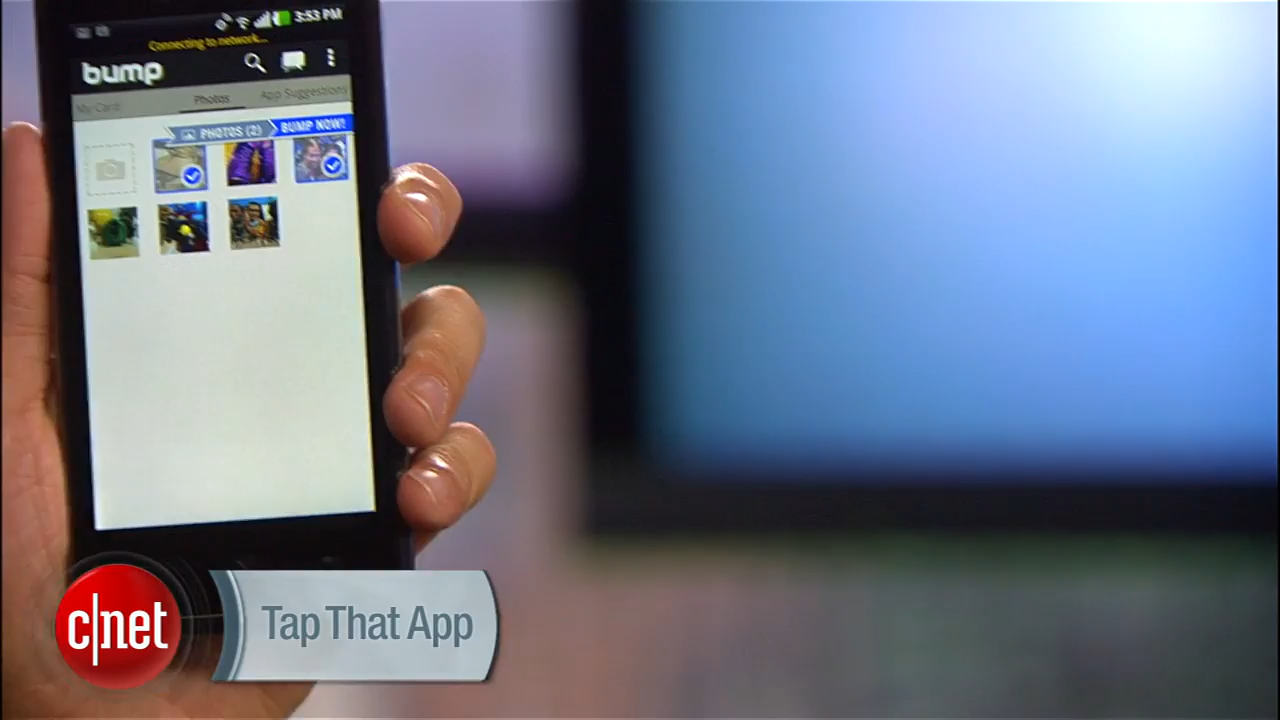 3:53 PM
Connecting to network...
bump
My Card Photos App Suggestions
PHOTOS (2) BUMP NOW!
c|net
Tap That App